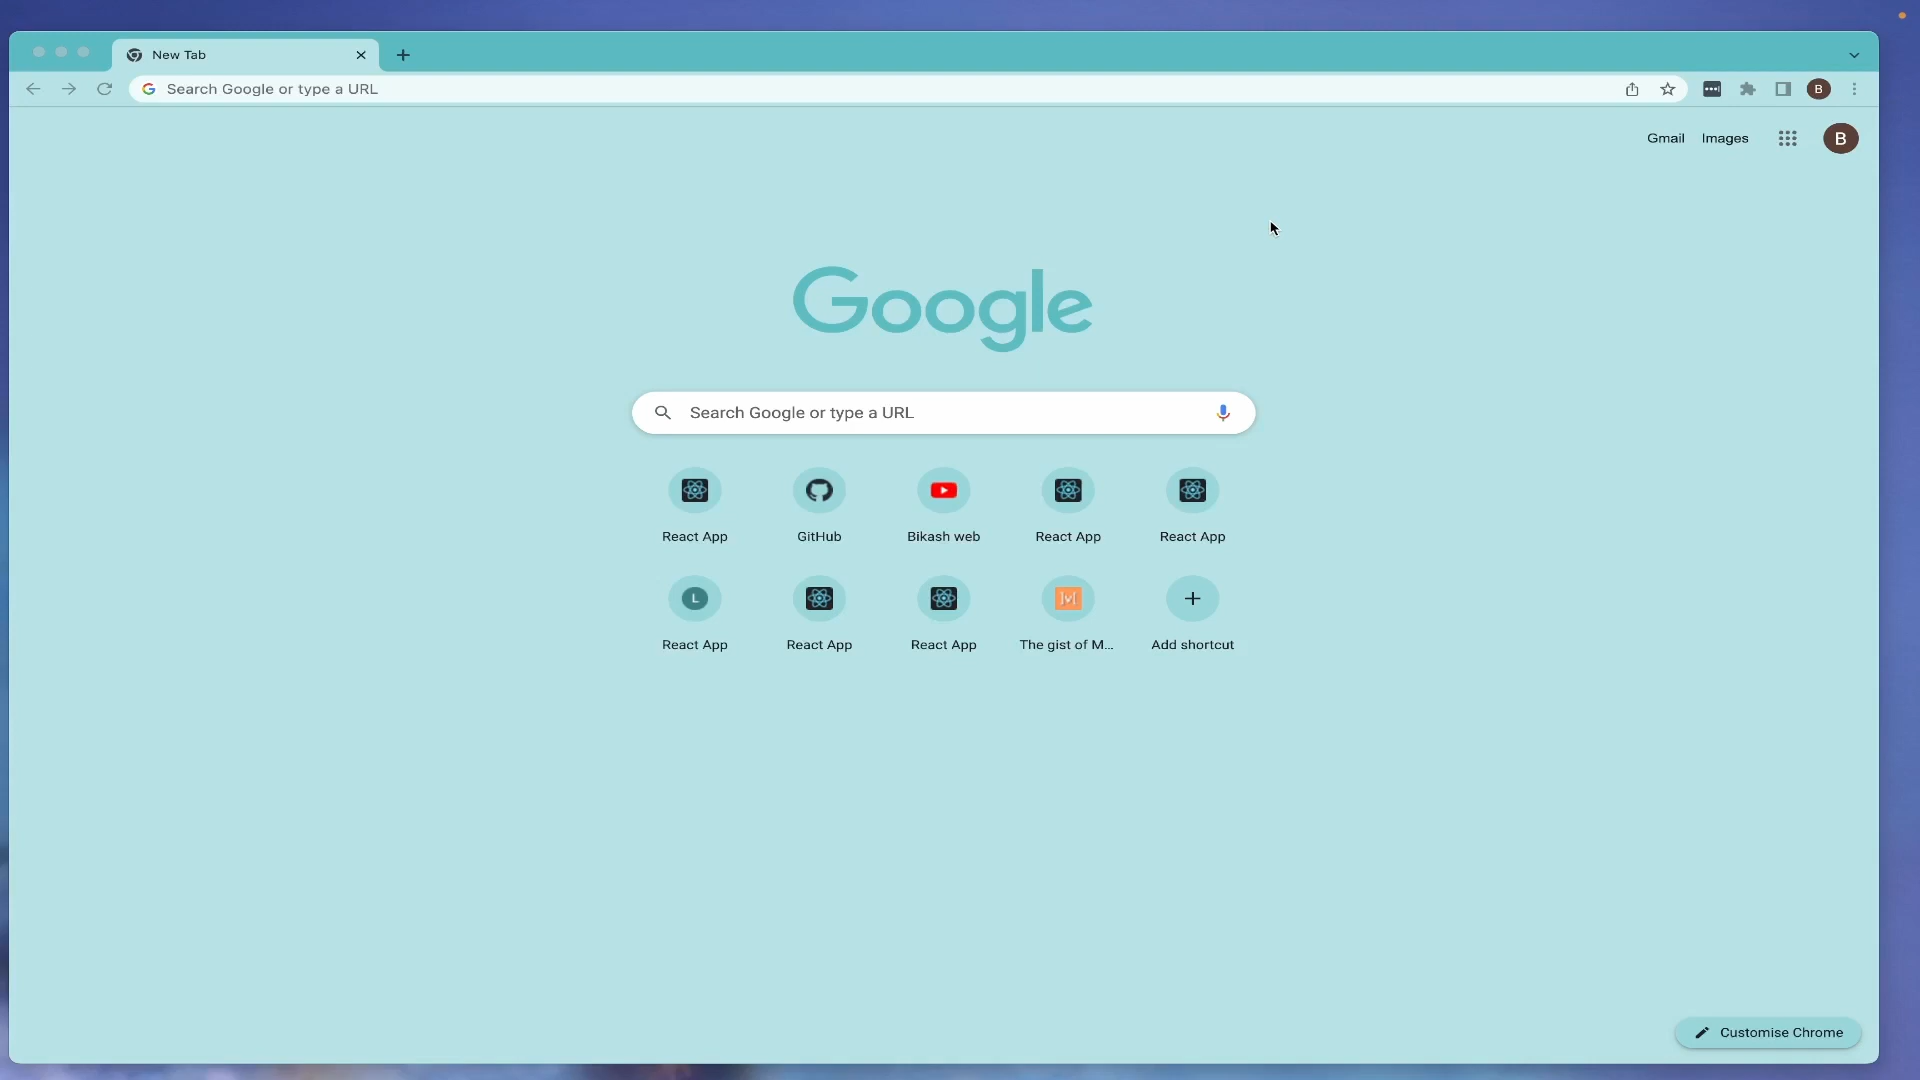 New Tab
Search Google or type a URL
B
Gmail Images B
Google
Search Google or type a URL
React App GitHub Bikash web React App React App
L
React App React App React App The gist of M... Add shortcut
Customise Chrome